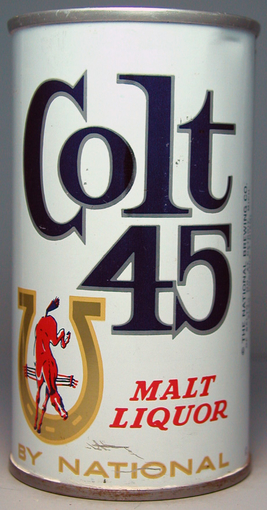 Colt
45
MALT
LIQUOR
BY NATIONAL
© THE NATIONAL BREWING CO.